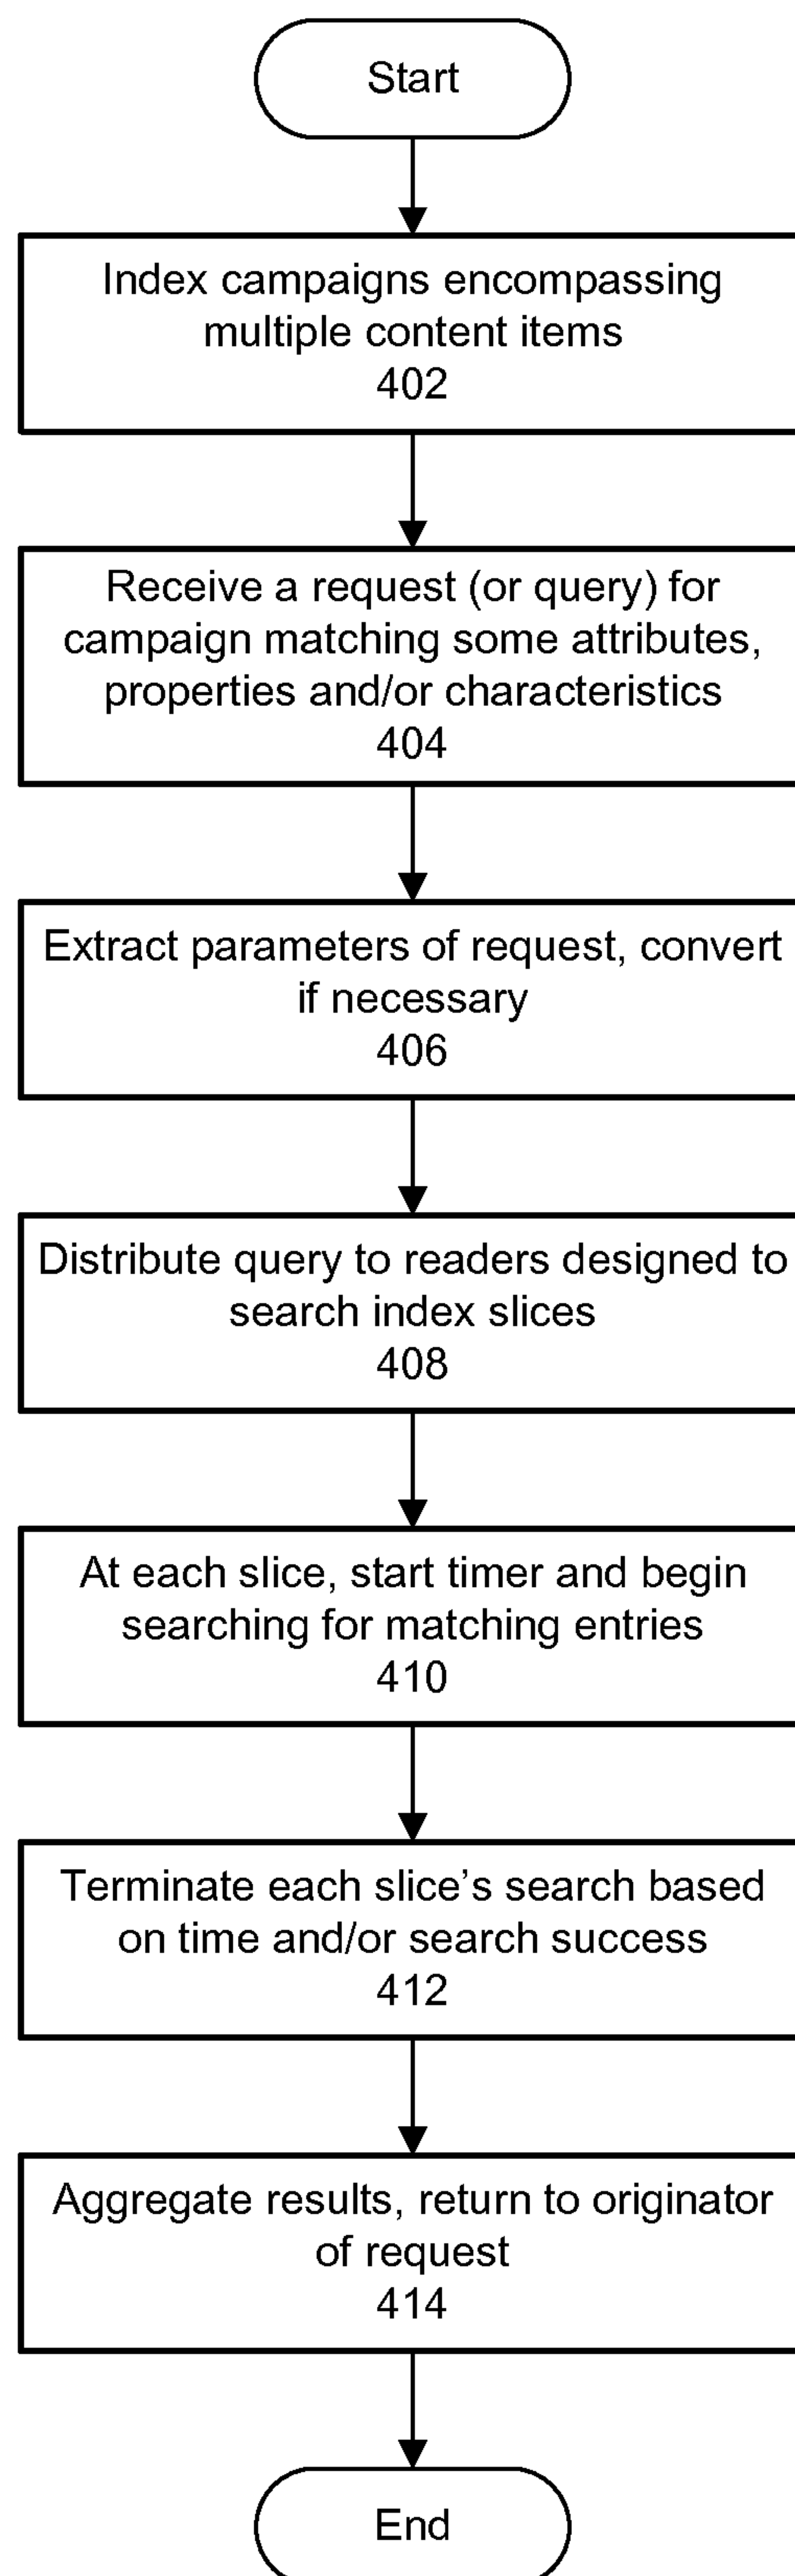 Start
Index campaigns encompassing
multiple content items
402
Receive a request (or query) for
campaign matching some attributes,
properties and/or characteristics
404
Extract parameters of request, convert
if necessary
406
Distribute query to readers designed to
search index slices
408
At each slice, start timer and begin
searching for matching entries
410
Terminate each slice’s search based
on time and/or search success
412
Aggregate results, return to originator
of request
414
End